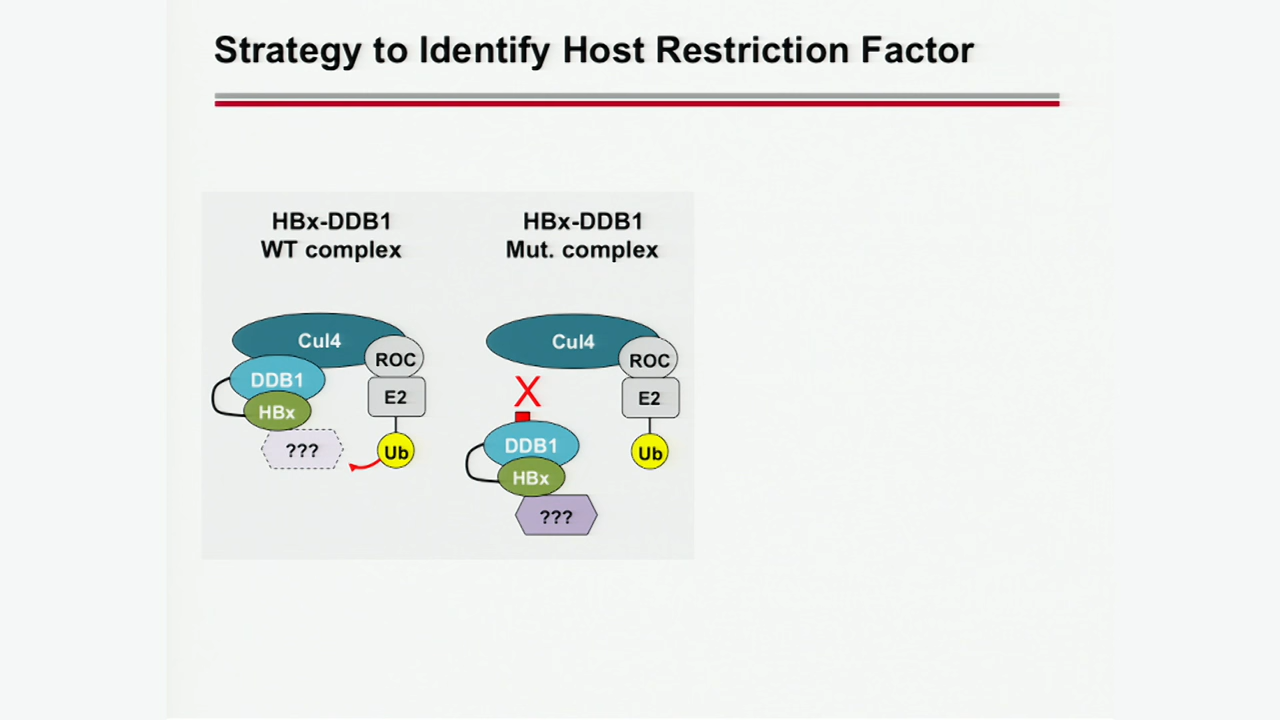 Strategy to Identify Host Restriction Factor
HBx-DDB1
WT complex
Cul4
ROC
DDB1
E2
HBx
???
Ub
HBx-DDB1
Mut. complex
Cul4
ROC
X
E2
DDB1
Ub
HBx
???